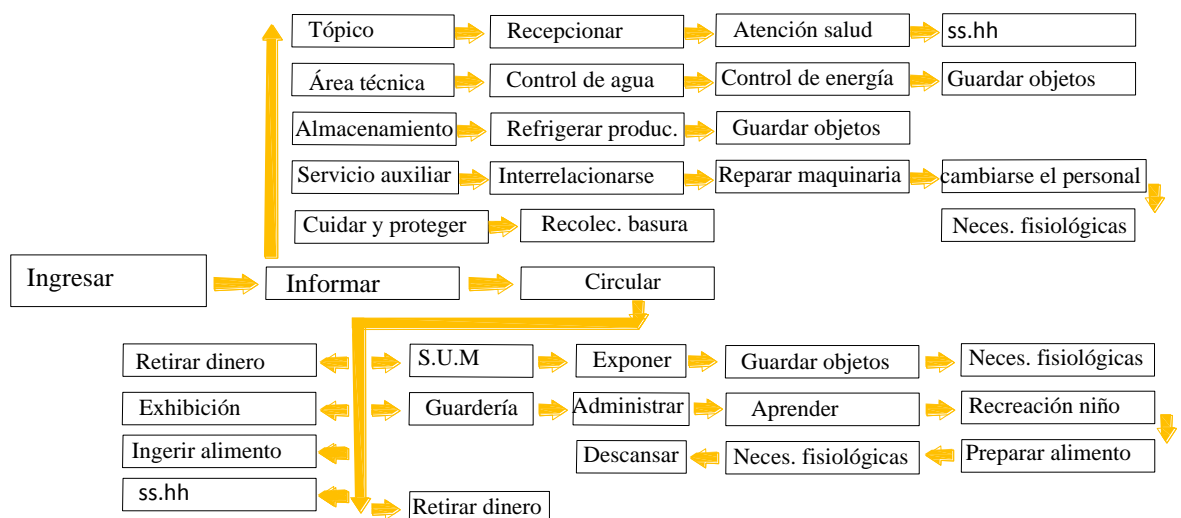 Tópico
Recepcionar
Atención salud
ss.hh
Área técnica
Control de agua
Control de energía
Guardar objetos
Almacenamiento
Refrigerar produc.
Guardar objetos
Servicio auxiliar
Interrelacionarse
Reparar maquinaria
cambiarse el personal
Cuidar y proteger
Recolec. basura
Neces. fisiológicas
Ingresar
Informar
Circular
Retirar dinero
S.U.M
Exponer
Guardar objetos
Neces. fisiológicas
Exhibición
Guardería
Administrar
Aprender
Recreación niño
Ingerir alimento
Descansar
Neces. fisiológicas
Preparar alimento
ss.hh
Retirar dinero